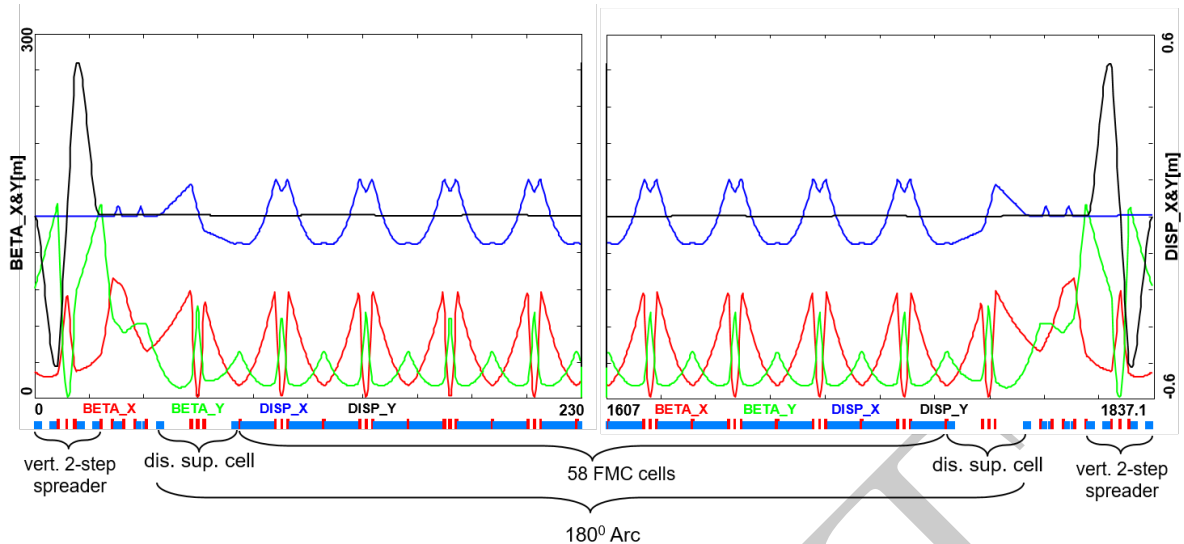 300
BETA_X&Y[m]
0
0
BETA_X
BETA_Y
DISP_X
DISP_Y
230
0.6
DISP_X&Y[m]
-0.6
1607
BETA_X
BETA_Y
DISP_X
DISP_Y
1837.1
vert. 2-step
spreader
dis. sup. cell
58 FMC cells
dis. sup. cell
vert. 2-step
spreader
180⁰ Arc